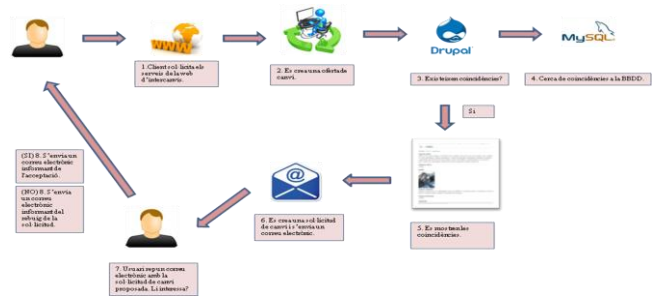 www
Drupal
MySQL
1. Client sol·licita els
serveis de la web
d'intercanvis.
2. Es crea una oferta de
canvi.
3. Existeixen coincidències?
4. Cerca de coincidències a la BBDD.
Si
(SI) 8. S'envia un
correu electrònic
informant de
l'acceptació.
(NO) 8. S'envia
un correu
electrònic
informant del
rebuig de la
sol·licitud.
@
6. Es crea una sol·licitud
de canvi i s'envia un
correu electrònic.
5. Es mostren les
coincidències.
7. Usuari rep un correu
electrònic amb la
sol·licitud de canvi
proposada. Li interessa?